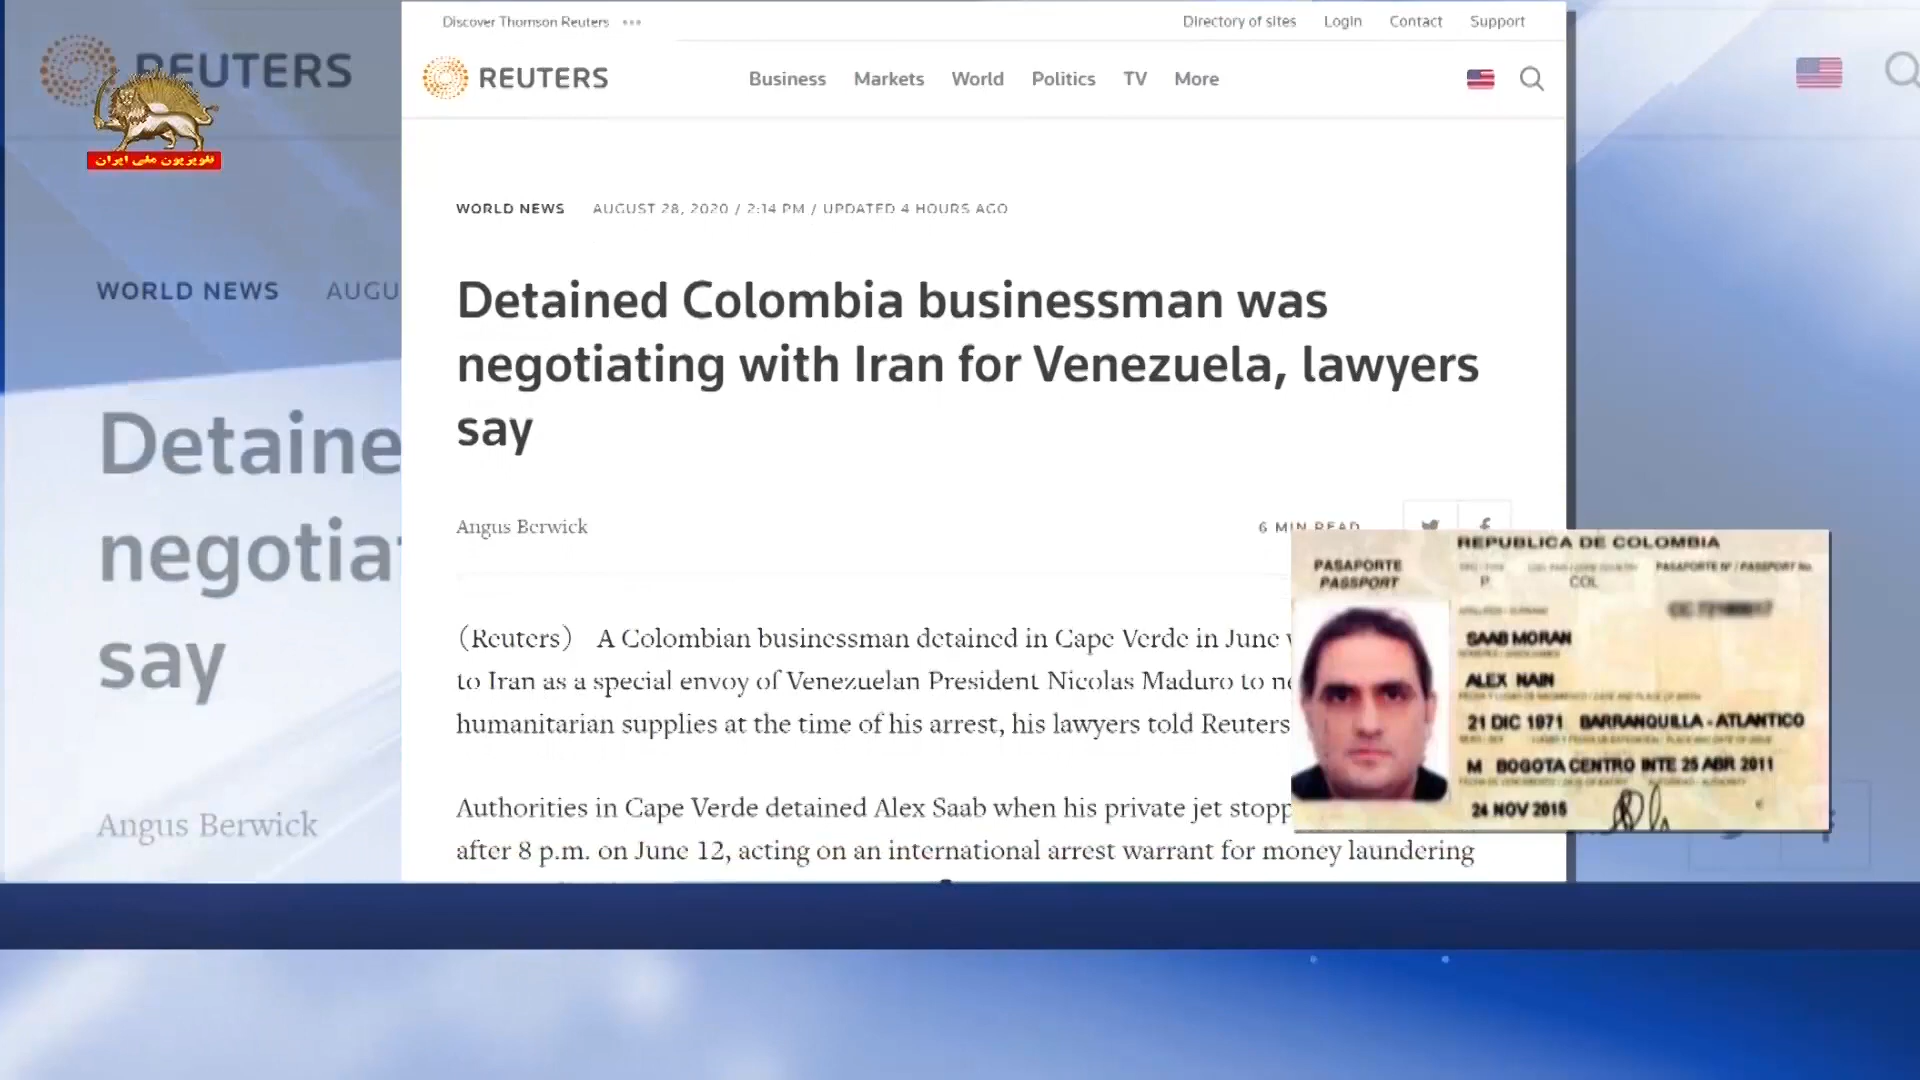 Discover Thomson Reuters
Directory of sites Login Contact Support
REUTERS
REUTERS
Business Markets World Politics TV More
تلویزیون ملی ایران
WORLD NEWS AUGUST 28, 2020 / 2:14 PM / UPDATED 4 HOURS AGO
WORLD NEWS AUGU
Detained Colombia businessman was
negotiating with Iran for Venezuela, lawyers
say
Detaine
negotia
say
Angus Berwick
6 MIN READ
Angus Berwick
(Reuters) A Colombian businessman detained in Cape Verde in June
to Iran as a special envoy of Venezuelan President Nicolas Maduro to
humanitarian supplies at the time of his arrest, his lawyers told Reuters
Authorities in Cape Verde detained Alex Saab when his private jet
after 8 p.m. on June 12, acting on an international arrest warrant for money laundering
REPUBLICA DE COLOMBIA
PASAPORTE
PASSPORT
PASAPORTE Nº / PASSPORT No.
P. COL
SAAB MORAN
ALEX NAIN
21 DIC 1971 BARRANQUILLA - ATLANTICO
M BOGOTA CENTRO INTE 25 ABR 2011
24 NOV 2015